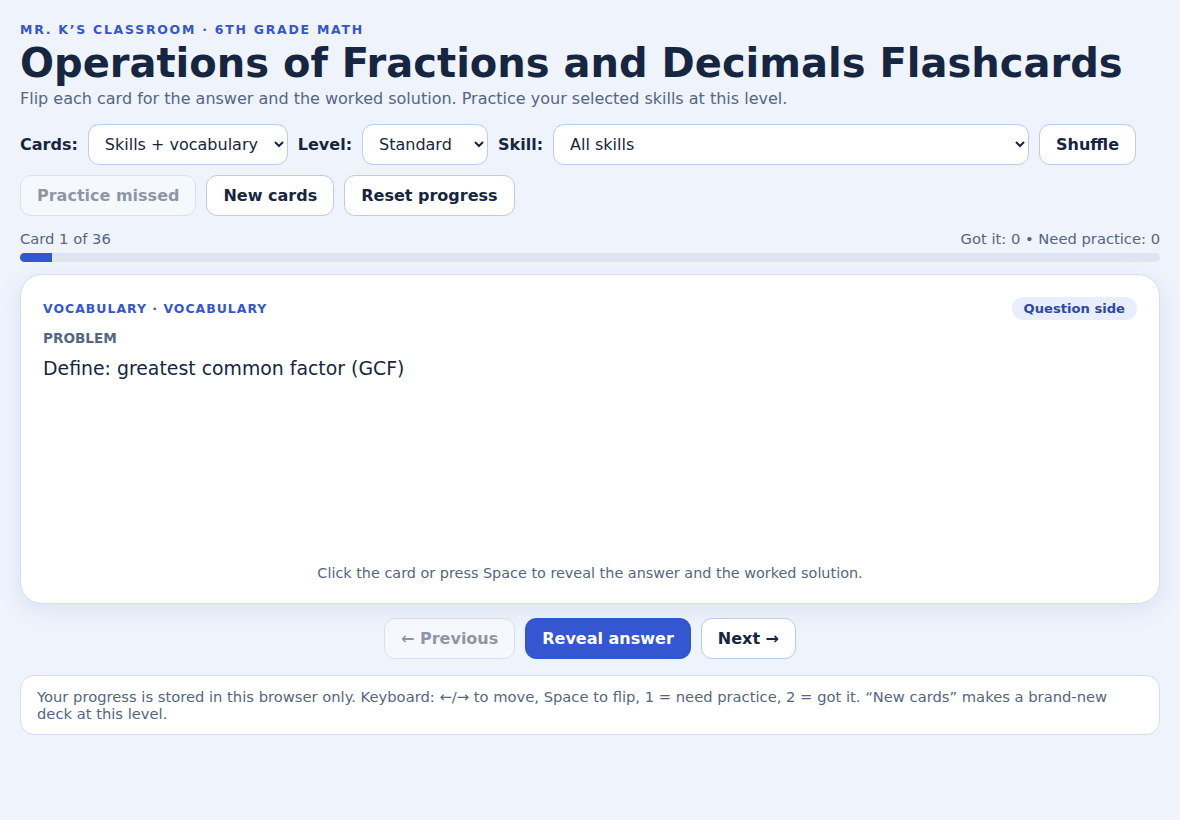 MR. K’S CLASSROOM · 6TH GRADE MATH
Operations of Fractions and Decimals Flashcards
Flip each card for the answer and the worked solution. Practice your selected skills at this level.
Cards: Skills + vocabulary Level: Standard Skill: All skills Shuffle
Practice missed New cards Reset progress
Card 1 of 36 Got it: 0 • Need practice: 0
VOCABULARY · VOCABULARY Question side
PROBLEM
Define: greatest common factor (GCF)
Click the card or press Space to reveal the answer and the worked solution.
← Previous Reveal answer Next →
Your progress is stored in this browser only. Keyboard: ←/→ to move, Space to flip, 1 = need practice, 2 = got it. “New cards” makes a brand-new
deck at this level.